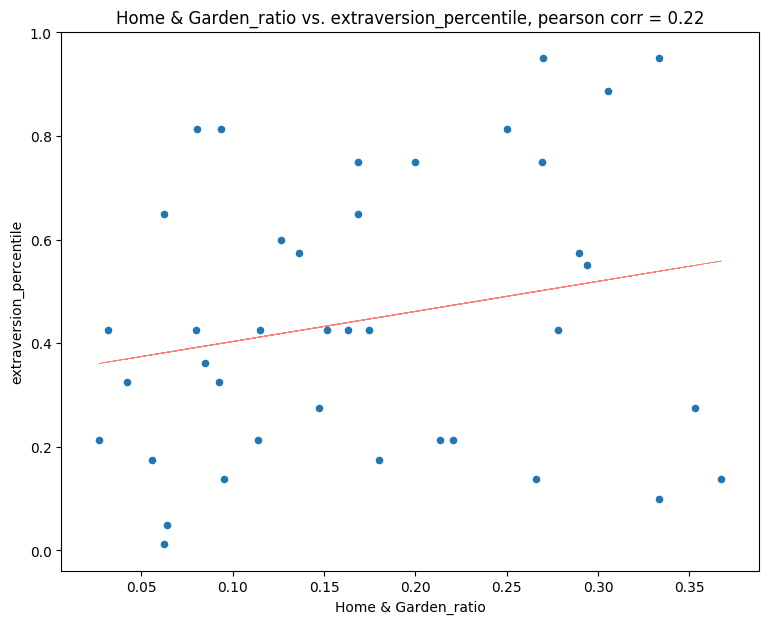 Home & Garden_ratio vs. extraversion_percentile, pearson corr = 0.22
1.0
0.8
0.6
0.4
0.2
0.0
extraversion_percentile
0.05 0.10 0.15 0.20 0.25 0.30 0.35
Home & Garden_ratio